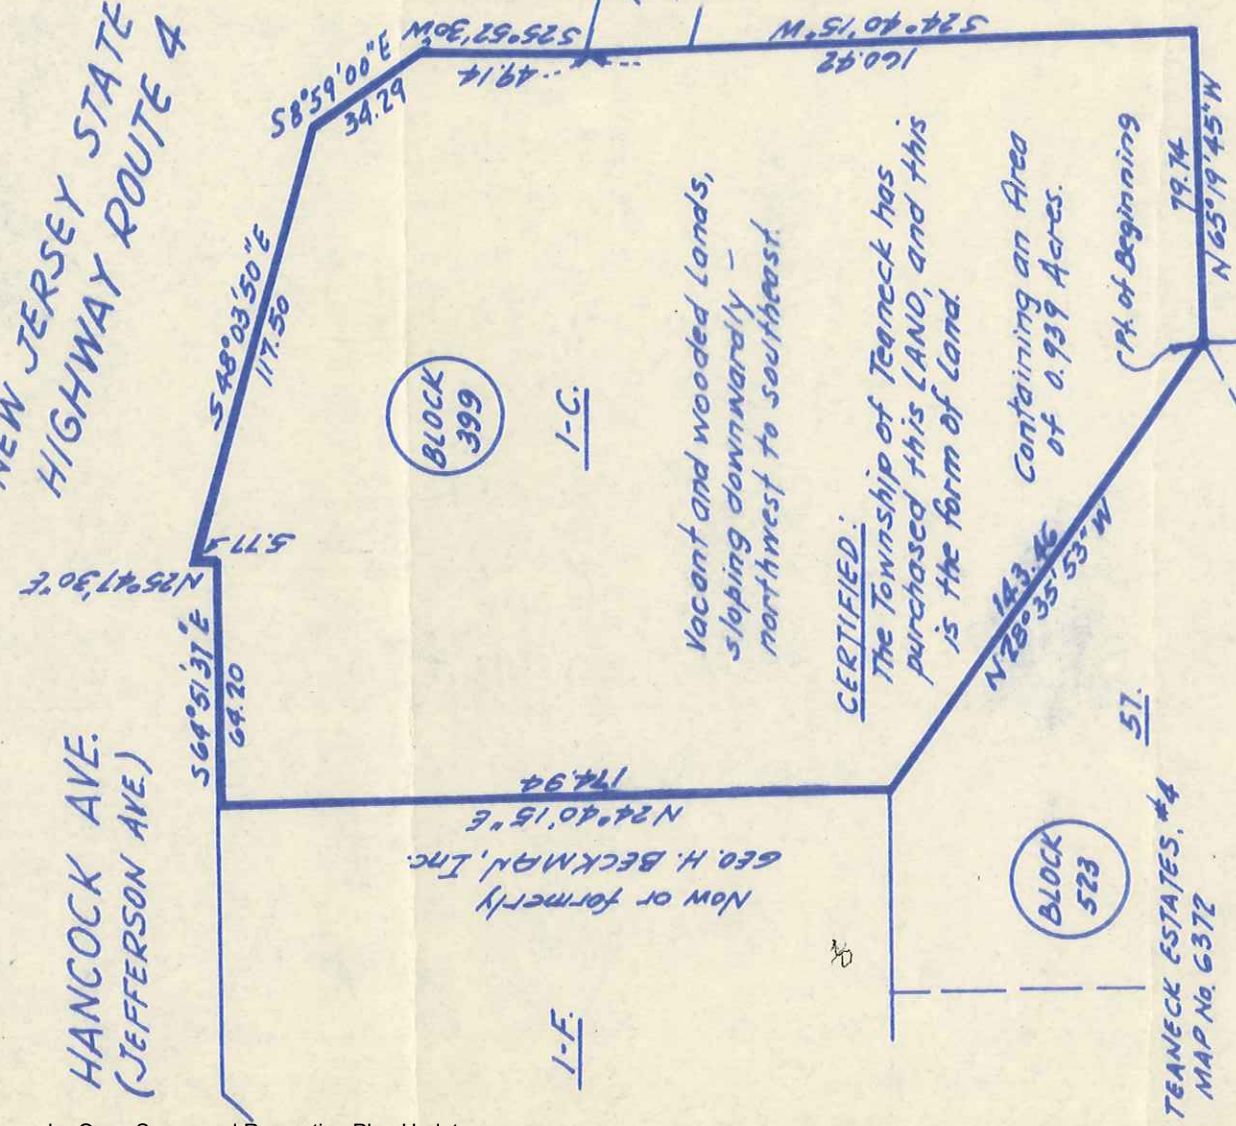 NEW JERSEY STATE
HIGHWAY ROUTE 4
HANCOCK AVE.
(JEFFERSON AVE.)
S64°51'37"E
64.20
N25°47'30"E
5.77
S48°03'50"E
117.50
S8°59'00"E
34.29
S25°52'30"W
49.14
S24°40'15"W
160.42
N65°19'45"W
79.74
(Pt. of Beginning
N28°35'53"W
143.46
N24°40'15"E
174.94
BLOCK
399
1-C.
Vacant and wooded Lands,
sloping downwardly –
northwest to southeast.
CERTIFIED:
The Township of Teaneck has
purchased this LAND, and this
is the form of Land.
Containing an Area
of 0.939 Acres.
Now or formerly
GEO. H. BECKMAN, Inc.
1-F.
57.
BLOCK
523
TEANECK ESTATES, #4
MAP No. 6372